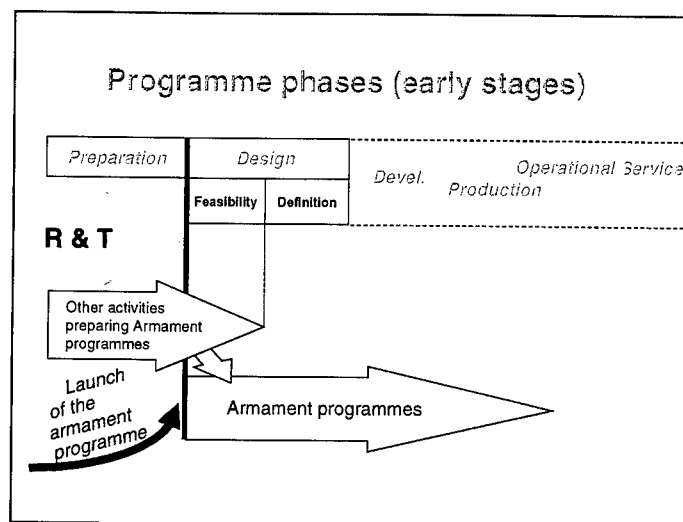 Programme phases (early stages)
Preparation
Design
Devel.
Operational Service
Production
Feasibility
Definition
R & T
Other activities
preparing Armament
programmes
Launch
of the
armament
programme
Armament programmes